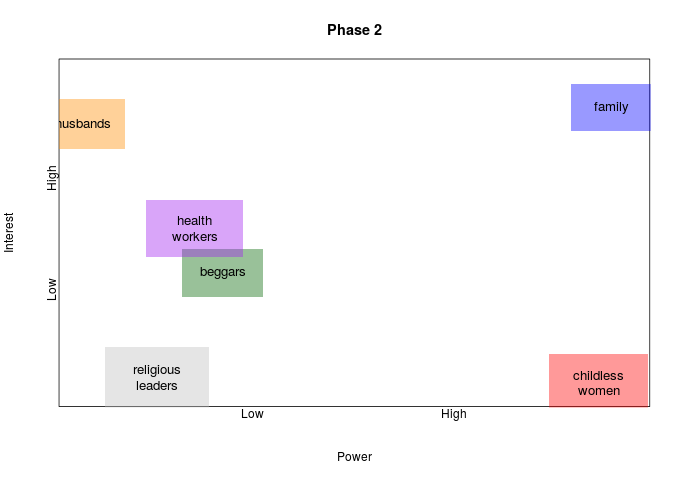 Phase 2
family
husbands
High
health
workers
Interest
beggars
Low
religious
leaders
childless
women
Low
High
Power